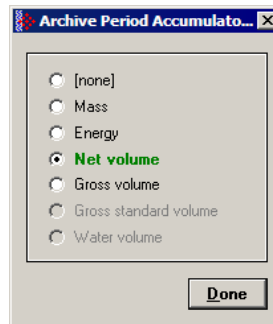 Archive Period Accumulato...
[none]
Mass
Energy
Net volume
Gross volume
Gross standard volume
Water volume
Done